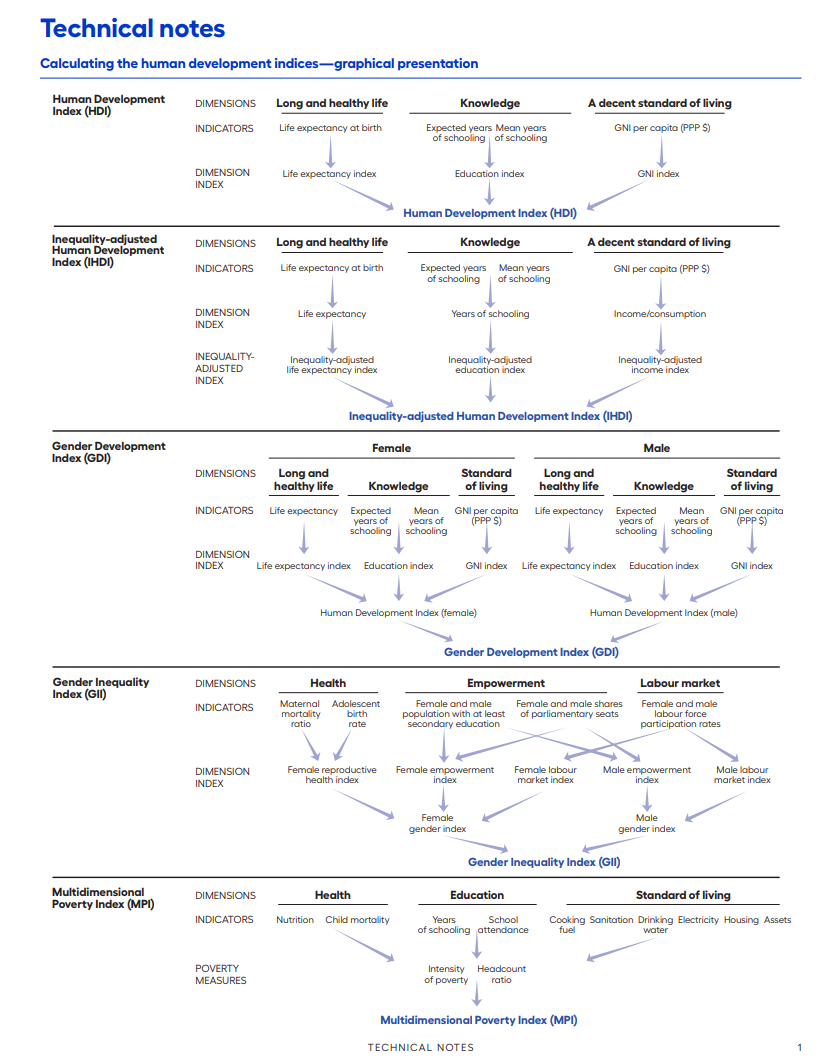 Technical notes
Calculating the human development indices—graphical presentation
Human Development
Index (HDI)
DIMENSIONS Long and healthy life Knowledge A decent standard of living
INDICATORS Life expectancy at birth Expected years Mean years GNI per capita (PPP $)
of schooling of schooling
DIMENSION Life expectancy index Education index GNI index
INDEX
Human Development Index (HDI)
Inequality-adjusted
Human Development
Index (IHDI)
DIMENSIONS Long and healthy life Knowledge A decent standard of living
INDICATORS Life expectancy at birth Expected years Mean years GNI per capita (PPP $)
of schooling of schooling
DIMENSION Life expectancy Years of schooling Income/consumption
INDEX
INEQUALITY- Inequality-adjusted Inequality-adjusted Inequality-adjusted
ADJUSTED life expectancy index education index income index
INDEX
Inequality-adjusted Human Development Index (IHDI)
Gender Development
Index (GDI)
Female Male
DIMENSIONS Long and Standard Long and Standard
healthy life Knowledge of living healthy life Knowledge of living
INDICATORS Life expectancy Expected Mean GNI per capita Life expectancy Expected Mean GNI per capita
years of years of (PPP $) years of years of (PPP $)
schooling schooling schooling schooling
DIMENSION
INDEX Life expectancy index Education index GNI index Life expectancy index Education index GNI index
Human Development Index (female) Human Development Index (male)
Gender Development Index (GDI)
Gender Inequality
Index (GII)
DIMENSIONS Health Empowerment Labour market
INDICATORS Maternal Adolescent Female and male Female and male shares Female and male
mortality birth population with at least of parliamentary seats labour force
ratio rate secondary education participation rates
DIMENSION Female reproductive Female empowerment Female labour Male empowerment Male labour
INDEX health index index market index index market index
Female Male
gender index gender index
Gender Inequality Index (GII)
Multidimensional
Poverty Index (MPI)
DIMENSIONS Health Education Standard of living
INDICATORS Nutrition Child mortality Years School Cooking Sanitation Drinking Electricity Housing Assets
of schooling attendance fuel water
POVERTY Intensity Headcount
MEASURES of poverty ratio
Multidimensional Poverty Index (MPI)
TECHNICAL NOTES 1